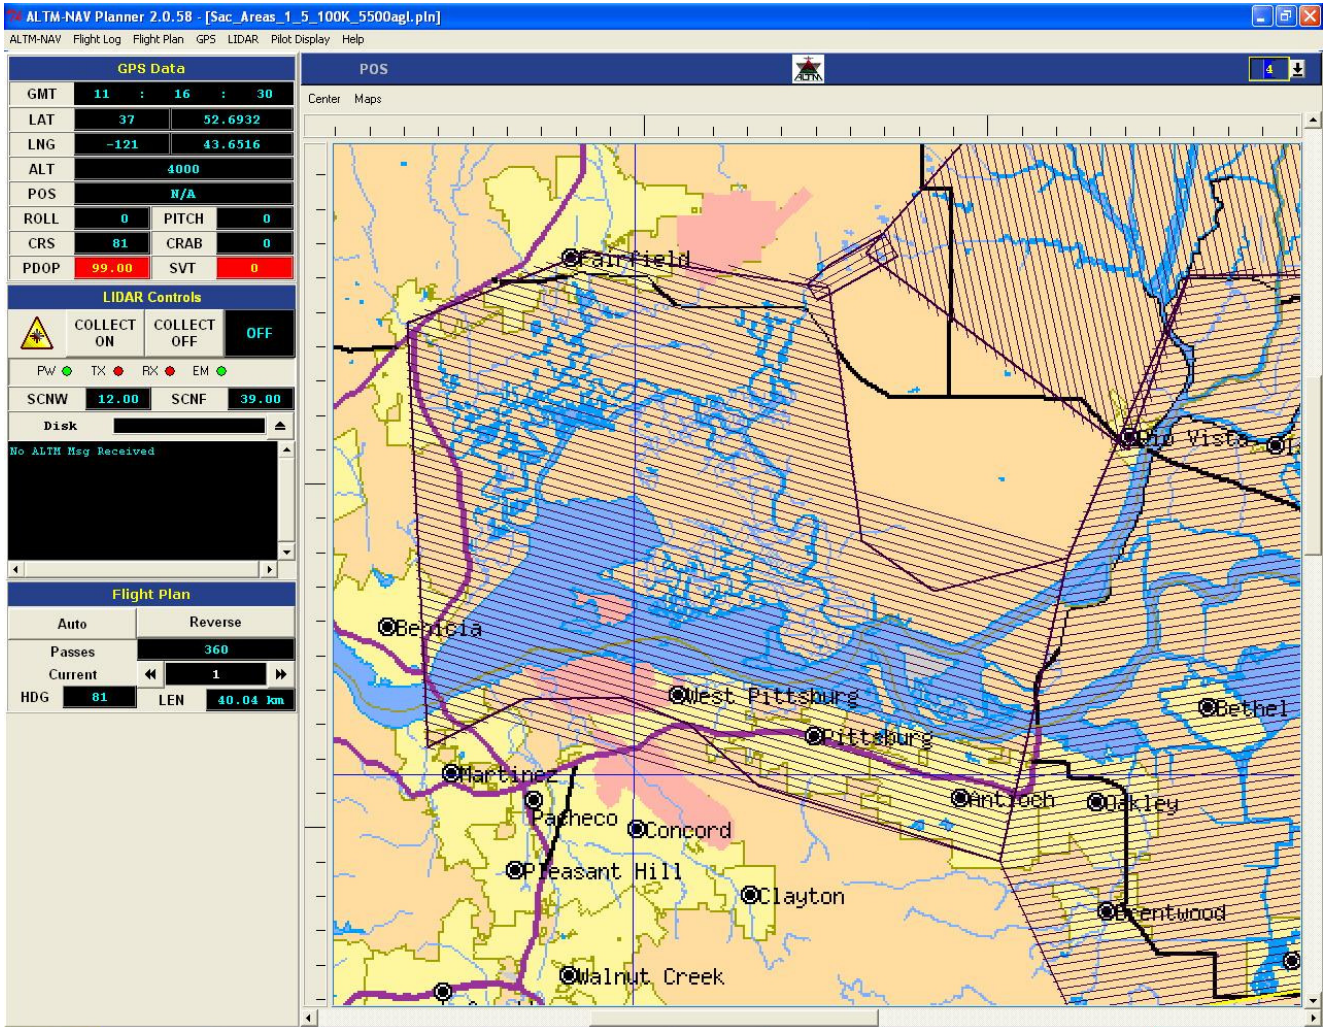 ALTM-NAV Planner 2.0.58 - [Sac_Areas_1_5_100K_5500agl.pln]
ALTM-NAV Flight Log Flight Plan GPS LIDAR Pilot Display Help
GPS Data
GMT 11 : 16 : 30
LAT 37 52.6932
LNG -121 43.6516
ALT 4000
POS N/A
ROLL 0 PITCH 0
CRS 81 CRAB 0
PDOP 99.00 SVT 0
LIDAR Controls
COLLECT ON COLLECT OFF OFF
PW TX RX EM
SCNW 12.00 SCNF 39.00
Disk
No ALTM Msg Received
Flight Plan
Auto Reverse
Passes 360
Current 1
HDG 81 LEN 40.04 km
POS
ALTM
4
Center Maps
Fairfield
Rio Vista
Benicia
West Pittsburg
Bethel
Pittsburg
Martinez
Antioch
Oakley
Pacheco
Concord
Pleasant Hill
Clayton
Brentwood
Walnut Creek